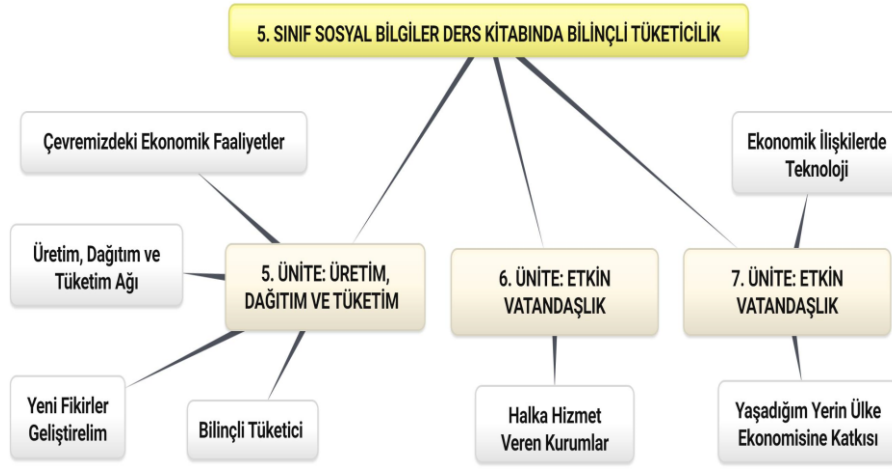 5. SINIF SOSYAL BİLGİLER DERS KİTABINDA BİLİNÇLİ TÜKETİCİLİK
Çevremizdeki Ekonomik Faaliyetler
Ekonomik İlişkilerde
Teknoloji
Üretim, Dağıtım ve
Tüketim Ağı
5. ÜNİTE: ÜRETİM,
DAĞITIM VE TÜKETİM
6. ÜNİTE: ETKİN
VATANDAŞLIK
7. ÜNİTE: ETKİN
VATANDAŞLIK
Yeni Fikirler
Geliştirelim
Bilinçli Tüketici
Halka Hizmet
Veren Kurumlar
Yaşadığım Yerin Ülke
Ekonomisine Katkısı